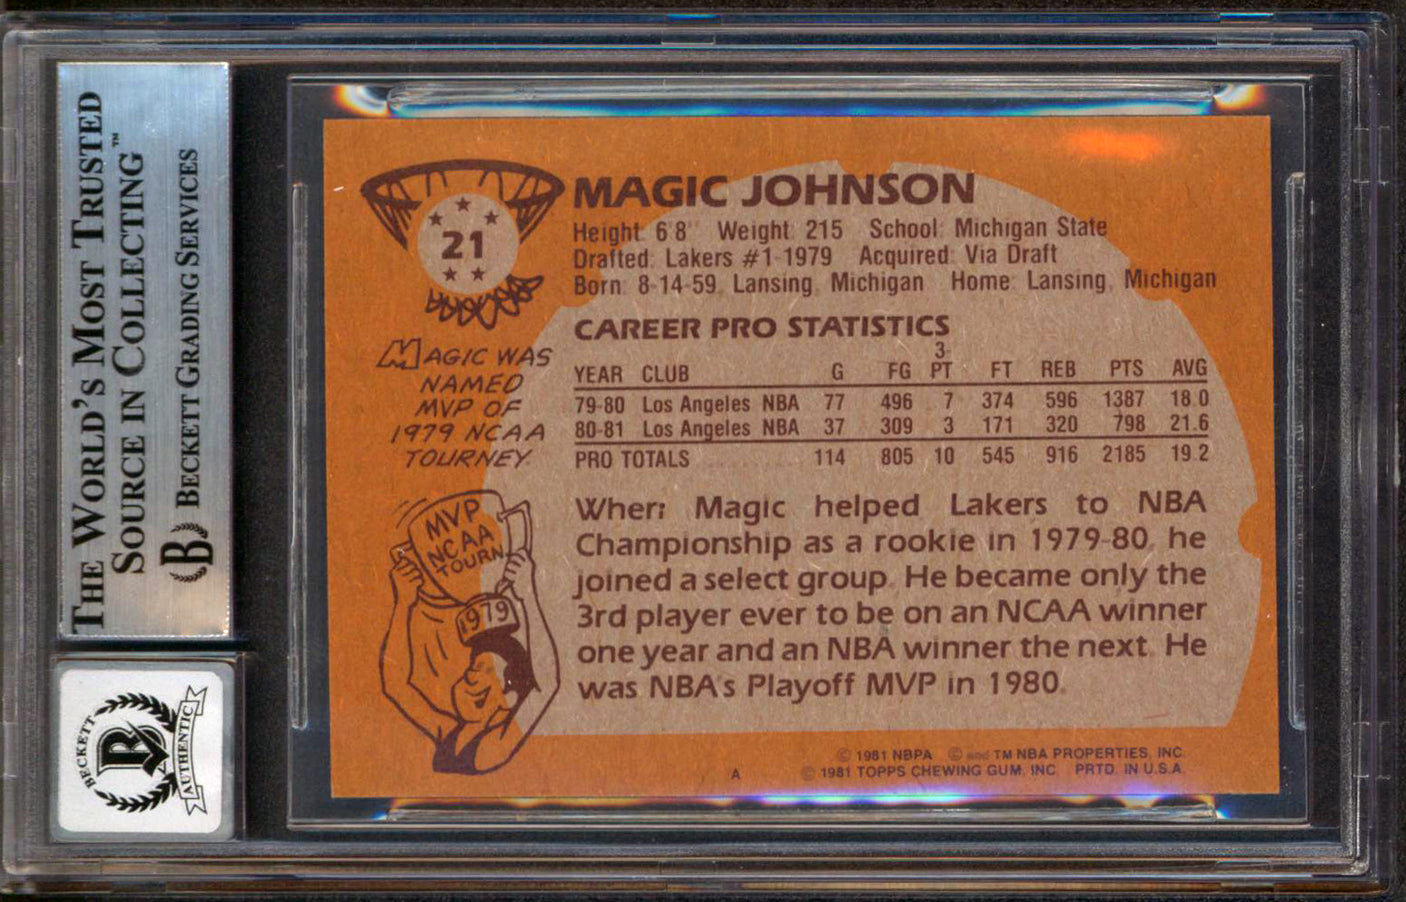 THE WORLD'S MOST TRUSTED
SOURCE IN COLLECTING™
B BECKETT GRADING SERVICES
BECKETT
B
AUTHENTIC
21
MAGIC JOHNSON
Height: 6'8" Weight: 215 School: Michigan State
Drafted: Lakers #1-1979 Acquired: Via Draft
Born: 8-14-59, Lansing, Michigan Home: Lansing, Michigan
CAREER PRO STATISTICS
YEAR CLUB G FG 3-PT FT REB PTS AVG
79-80 Los Angeles NBA 77 496 7 374 596 1387 18.0
80-81 Los Angeles NBA 37 309 3 171 320 798 21.6
PRO TOTALS 114 805 10 545 916 2185 19.2
MAGIC WAS
NAMED
MVP OF
1979 NCAA
TOURNEY.
MVP
NCAA
TOURN.
1979
When Magic helped Lakers to NBA
Championship as a rookie in 1979-80, he
joined a select group. He became only the
3rd player ever to be on an NCAA winner
one year and an NBA winner the next. He
was NBA's Playoff MVP in 1980.
© 1981 NBPA © and TM NBA PROPERTIES, INC.
A © 1981 TOPPS CHEWING GUM, INC. PRTD. IN U.S.A.